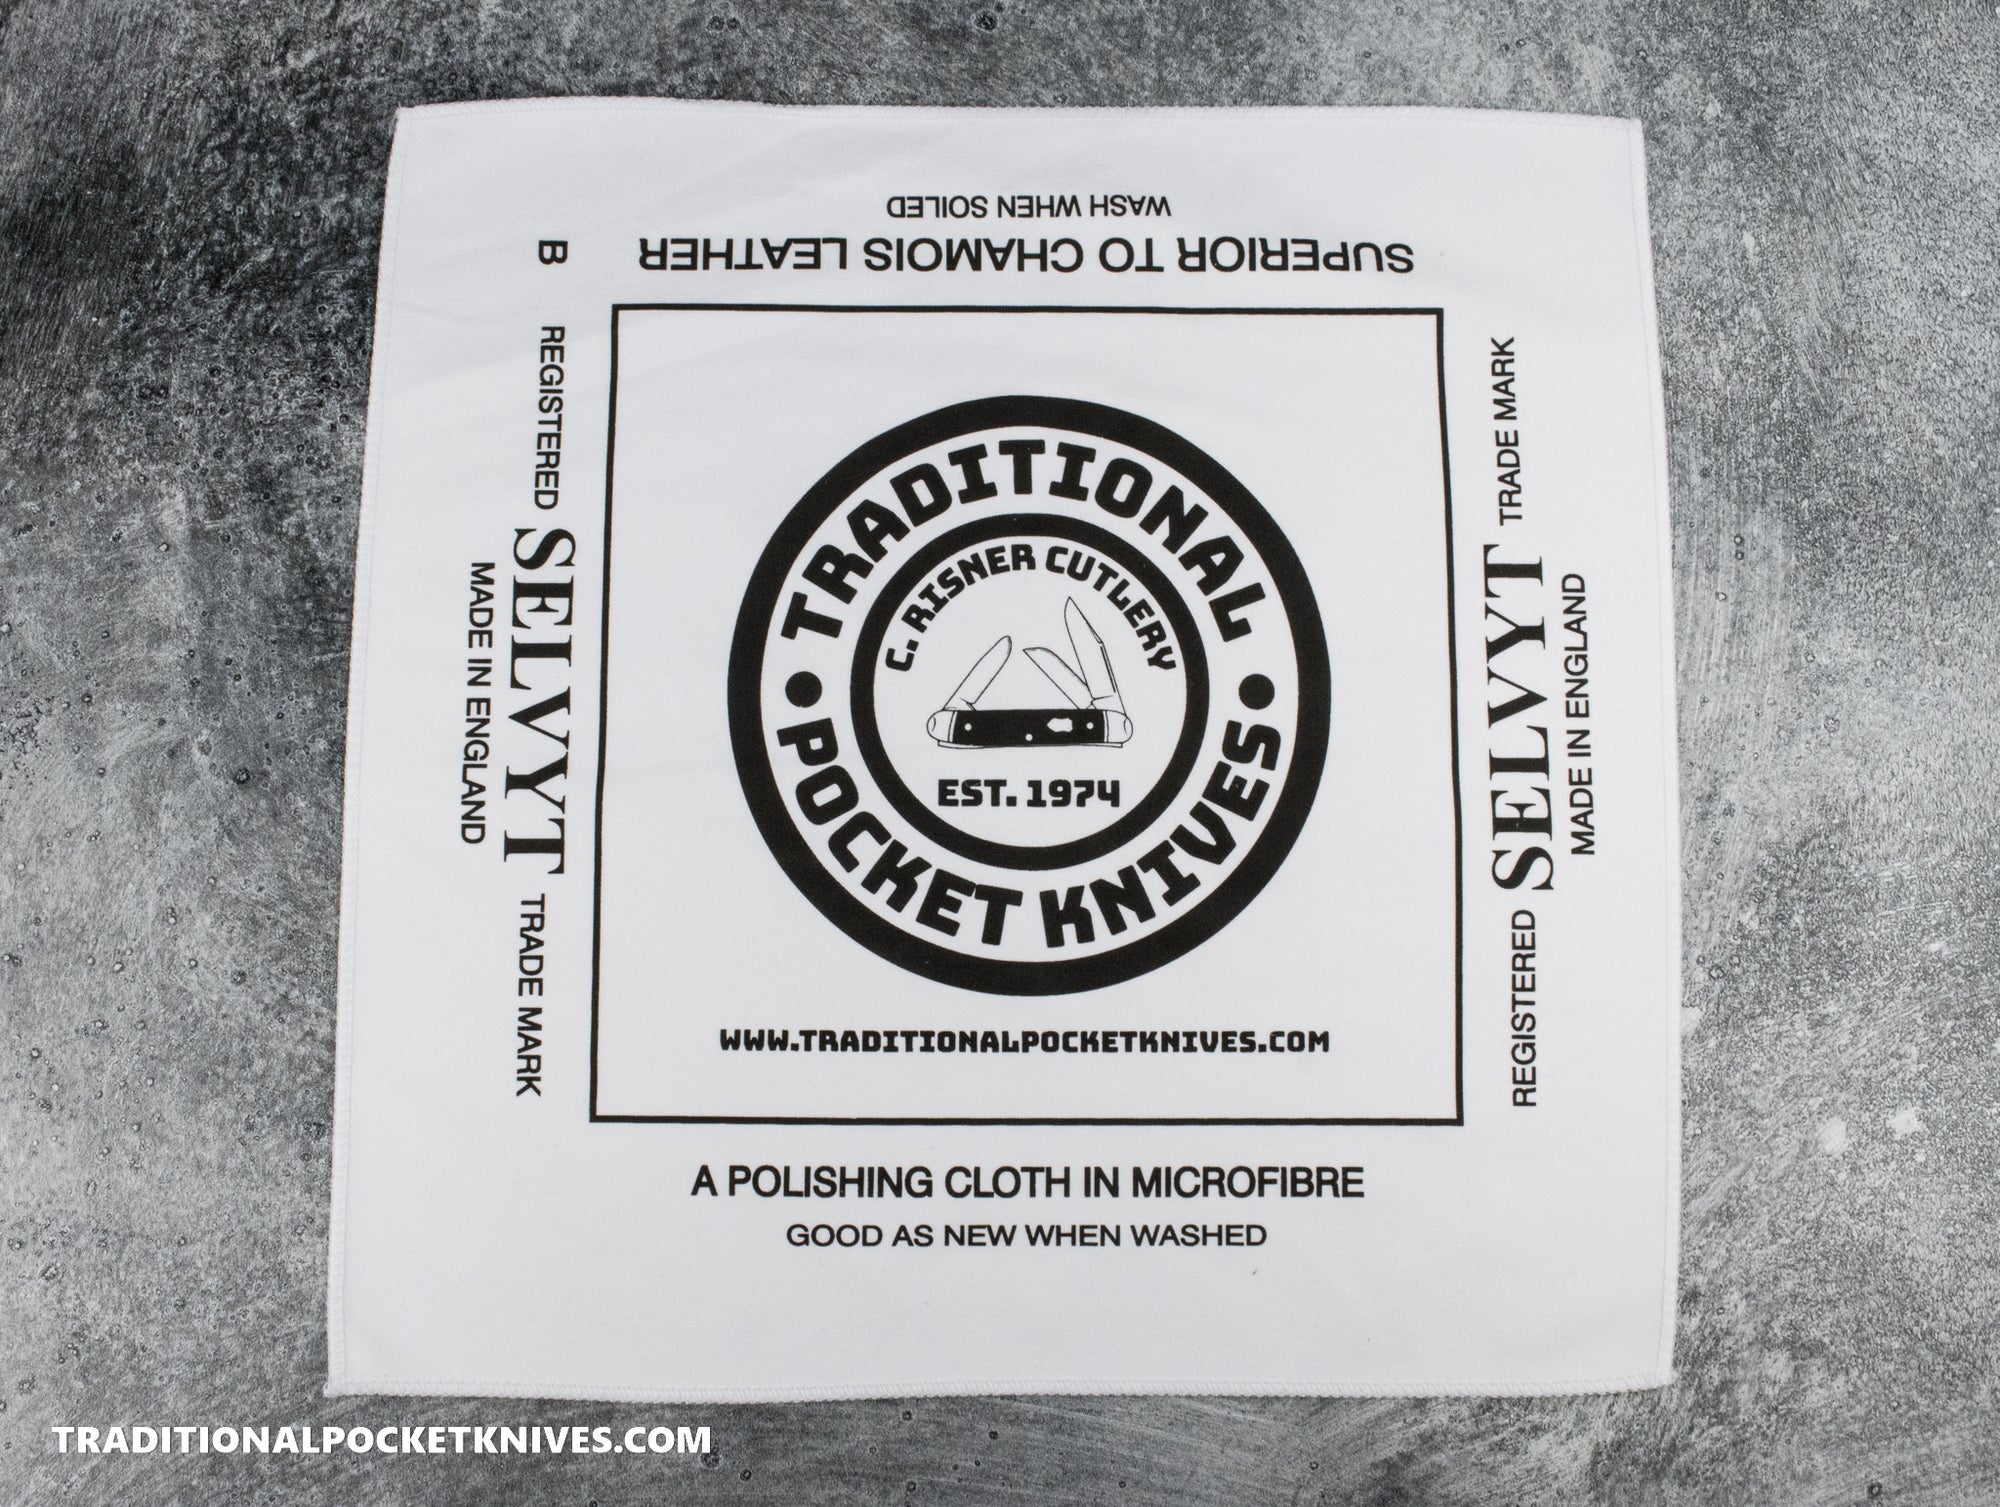 WASH WHEN SOILED
SUPERIOR TO CHAMOIS LEATHER
B
REGISTERED SELVYT TRADE MARK
MADE IN ENGLAND
TRADITIONAL
C. RISNER CUTLERY
EST. 1974
• POCKET KNIVES •
WWW.TRADITIONALPOCKETKNIVES.COM
REGISTERED SELVYT TRADE MARK
MADE IN ENGLAND
A POLISHING CLOTH IN MICROFIBRE
GOOD AS NEW WHEN WASHED
TRADITIONALPOCKETKNIVES.COM